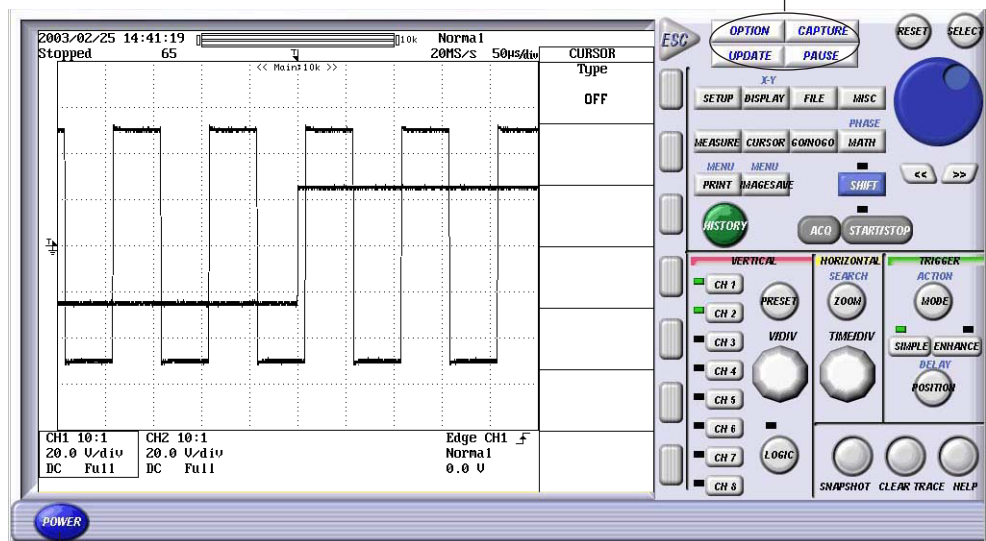 2003/02/25 14:41:19 10k Normal
Stopped 65 20MS/s 50μs/div
<< Main:10k >>
CURSOR
Type
OFF
CH1 10:1
20.0 V/div
DC Full
CH2 10:1
20.0 V/div
DC Full
Edge CH1
Normal
0.0 V
POWER
ESC
OPTION CAPTURE
UPDATE PAUSE
RESET SELECT
X-Y
SETUP DISPLAY FILE MISC
PHASE
MEASURE CURSOR GO/NOGO MATH
MENU MENU
PRINT IMAGESAVE SHIFT << >>
HISTORY ACQ START/STOP
VERTICAL
CH 1
CH 2
CH 3
CH 4
CH 5
CH 6
CH 7
CH 8
PRESET
V/DIV
LOGIC
HORIZONTAL
SEARCH
ZOOM
TIME/DIV
TRIGGER
ACTION
MODE
SIMPLE ENHANCE
DELAY
POSITION
SNAPSHOT CLEAR TRACE HELP